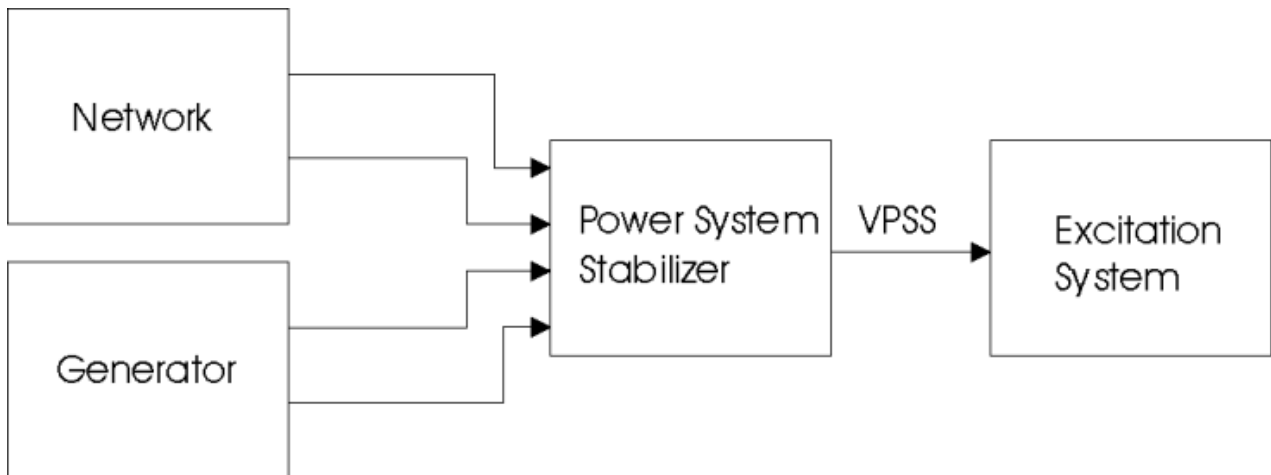 Network
Generator
Power System
Stabilizer
VPSS
Excitation
System